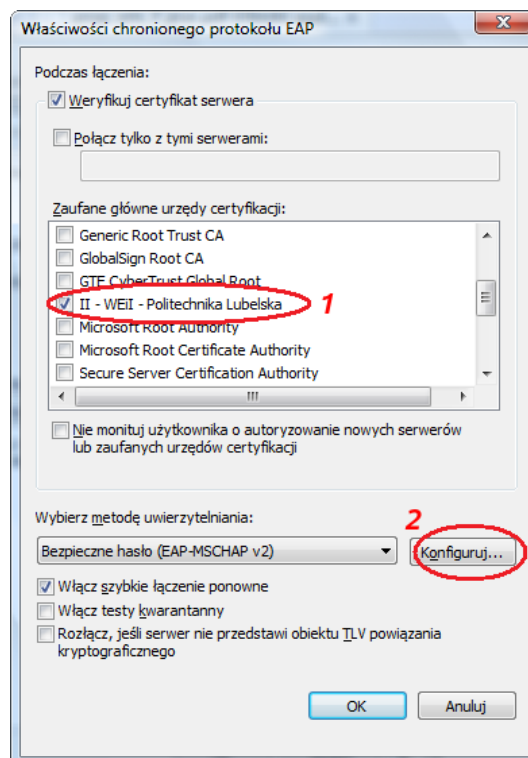 Właściwości chronionego protokołu EAP
Podczas łączenia:
Weryfikuj certyfikat serwera
Połącz tylko z tymi serwerami:
Zaufane główne urzędy certyfikacji:
Generic Root Trust CA
GlobalSign Root CA
GTE CyberTrust Global Root
II - WEiI - Politechnika Lubelska 1
Microsoft Root Authority
Microsoft Root Certificate Authority
Secure Server Certification Authority
Nie monituj użytkownika o autoryzowanie nowych serwerów
lub zaufanych urzędów certyfikacji
Wybierz metodę uwierzytelniania:
2
Bezpieczne hasło (EAP-MSCHAP v2) Konfiguruj...
Włącz szybkie łączenie ponowne
Włącz testy kwarantanny
Rozłącz, jeśli serwer nie przedstawi obiektu TLV powiązania
kryptograficznego
OK Anuluj